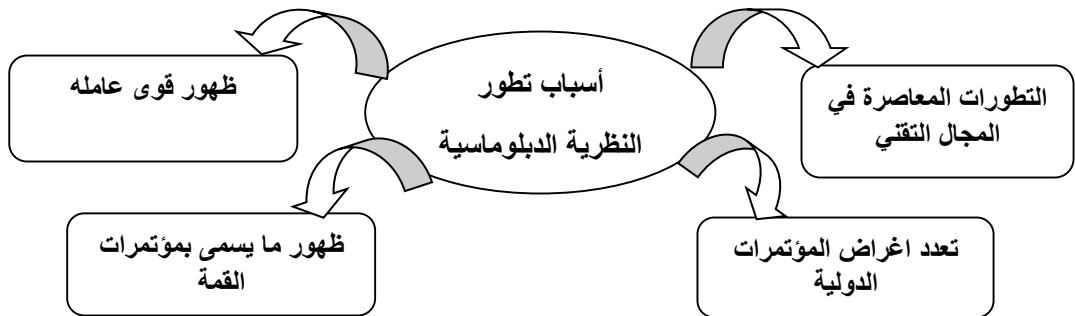 أسباب تطور
النظرية الدبلوماسية
التطورات المعاصرة في
المجال التقني
ظهور قوى عامله
تعدد اغراض المؤتمرات
الدولية
ظهور ما يسمى بمؤتمرات
القمة